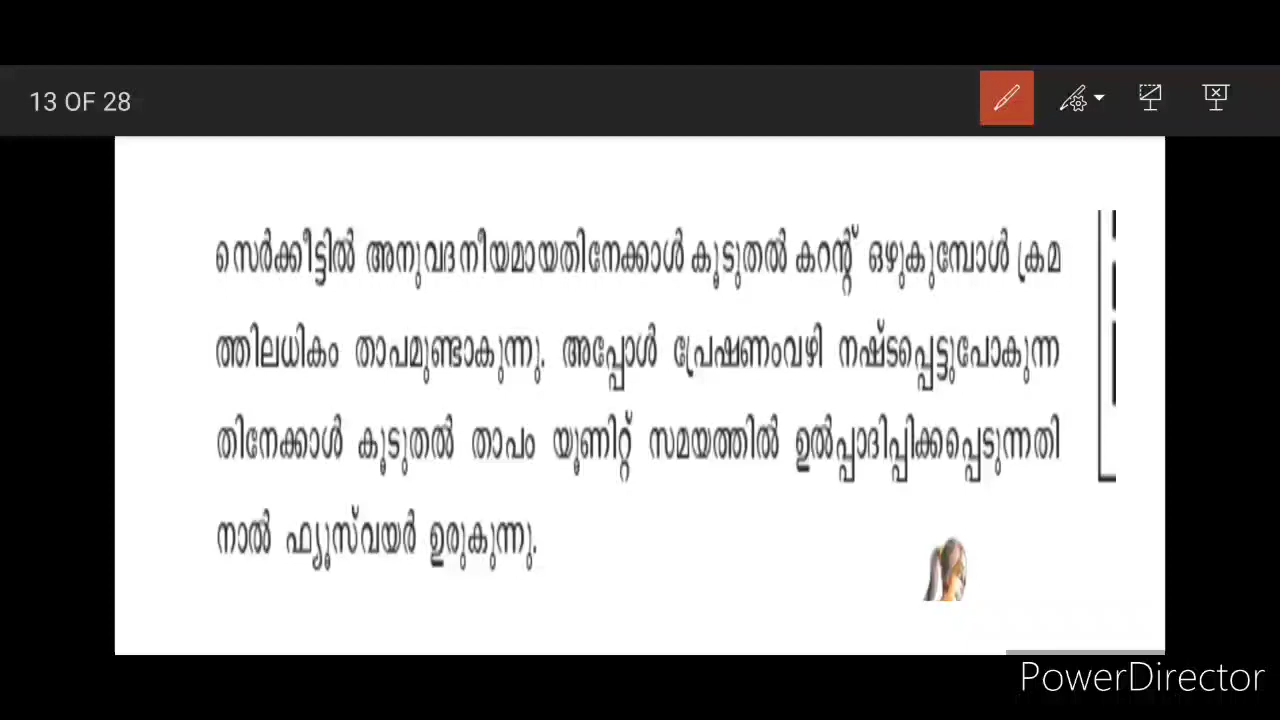 13 OF 28
സെർക്കീട്ടിൽ അനുവദനീയമായതിനേക്കാൾ കൂടുതൽ കറന്റ് ഒഴുകുമ്പോൾ ക്രമ
ത്തിലധികം താപമുണ്ടാകുന്നു. അപ്പോൾ പ്രേഷണംവഴി നഷ്ടപ്പെട്ടുപോകുന്ന
തിനേക്കാൾ കൂടുതൽ താപം യൂണിറ്റ് സമയത്തിൽ ഉൽപ്പാദിപ്പിക്കപ്പെടുന്നതി
നാൽ ഫ്യൂസ്‌വയർ ഉരുകുന്നു.
PowerDirector